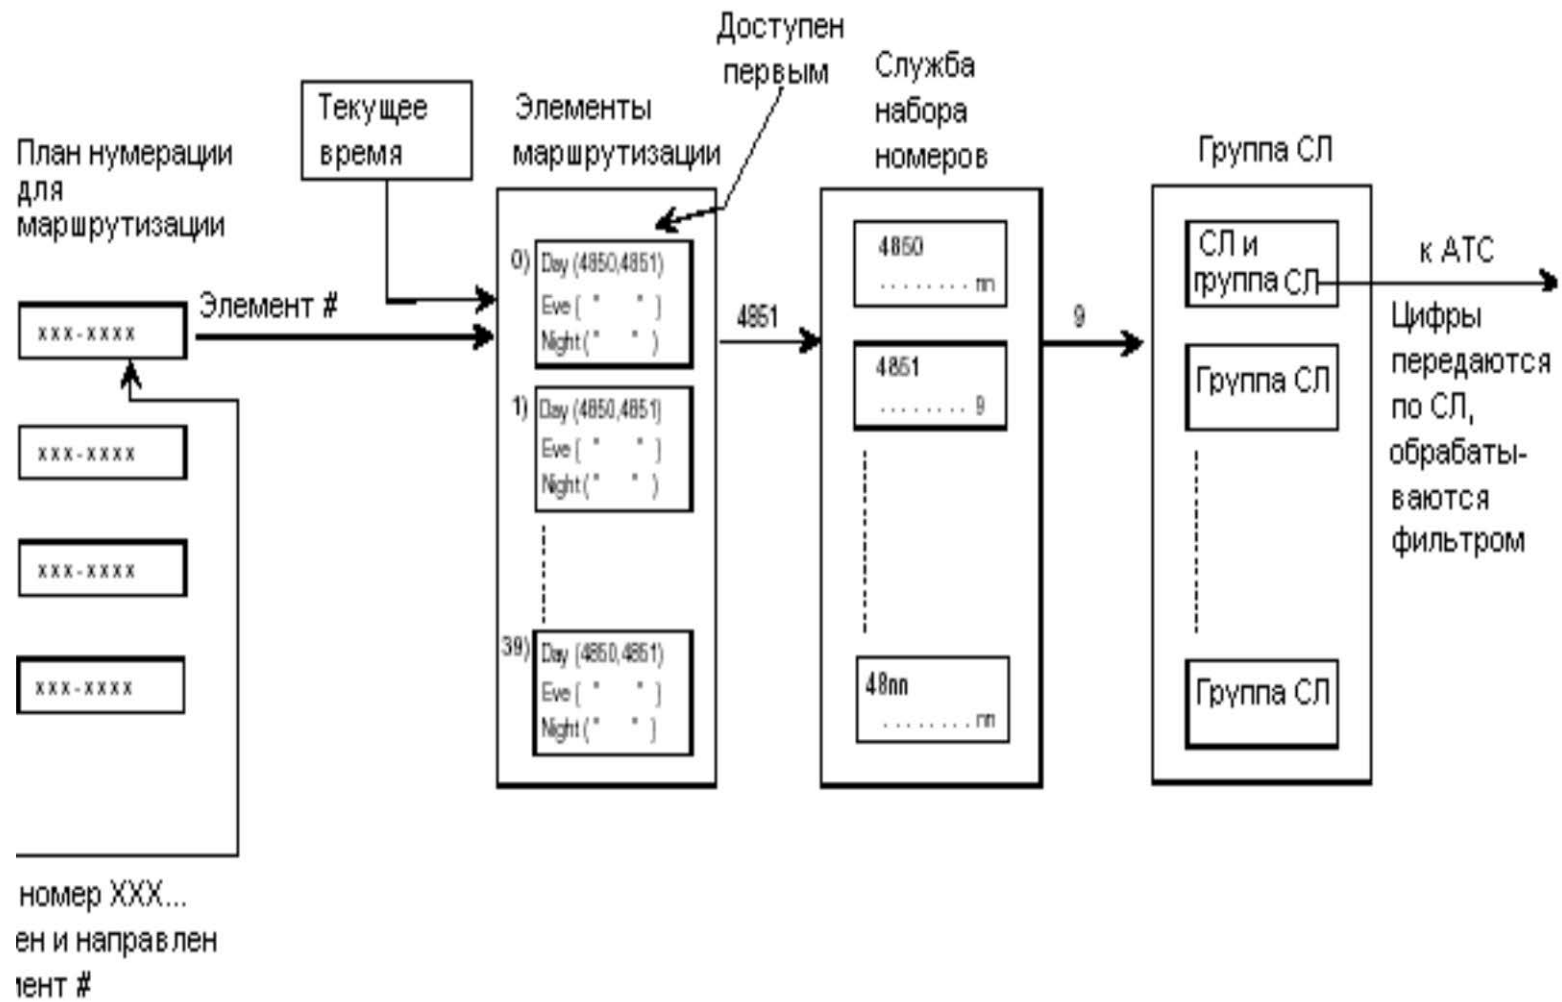 Доступен
первым
Служба
набора
номеров
Текущее
время
Элементы
маршрутизации
План нумерации
для
маршрутизации
Группа СЛ
xxx-xxxx
Элемент #
xxx-xxxx
xxx-xxxx
xxx-xxxx
0) Day (4850,4851)
Eve ( " " )
Night ( " " )
1) Day (4850,4851)
Eve ( " " )
Night ( " " )
39) Day (4850,4851)
Eve ( " " )
Night ( " " )
4851
4850
........ nn
4851
........ 9
48nn
........ nn
9
СЛ и
группа СЛ
Группа СЛ
Группа СЛ
к АТС
Цифры
передаются
по СЛ,
обрабаты-
ваются
фильтром
номер XXX...
ен и направлен
мент #